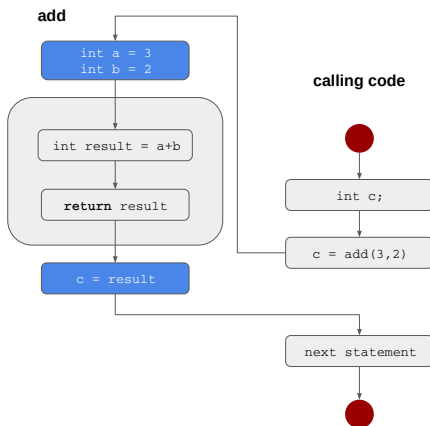 add
int a = 3
int b = 2
int result = a+b
return result
c = result
calling code
int c;
c = add(3,2)
next statement